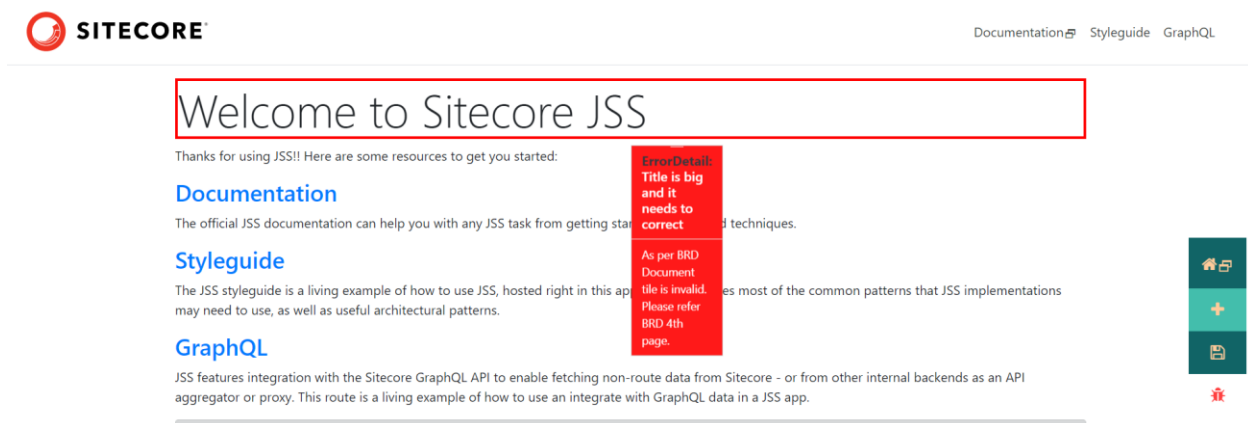 SITECORE
Documentation Styleguide GraphQL
Welcome to Sitecore JSS
Thanks for using JSS!! Here are some resources to get you started:
Documentation
The official JSS documentation can help you with any JSS task from getting techniques.
Styleguide
The JSS styleguide is a living example of how to use JSS, hosted right in this most of the common patterns that JSS implementations
may need to use, as well as useful architectural patterns.
GraphQL
JSS features integration with the Sitecore GraphQL API to enable fetching non-route data from Sitecore - or from other internal backends as an API
aggregator or proxy. This route is a living example of how to use an integrate with GraphQL data in a JSS app.
ErrorDetail:
Title is big
and it
needs to
correct
As per BRD
Document
tile is invalid.
Please refer
BRD 4th
page.